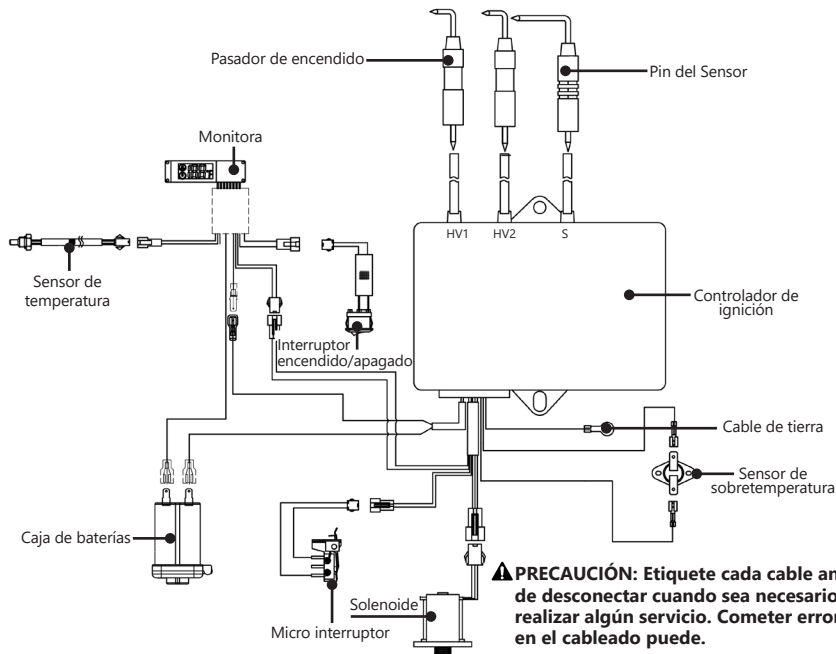 Pasador de encendido
Pin del Sensor
Monitora
HV1
HV2
S
Sensor de
temperatura
Controlador de
ignición
Interruptor
encendido/apagado
Cable de tierra
Sensor de
sobretemperatura
Caja de baterías
Micro interruptor
Solenoide
PRECAUCIÓN: Etiquete cada cable an
de desconectar cuando sea necesario
realizar algún servicio. Cometer error
en el cableado puede.